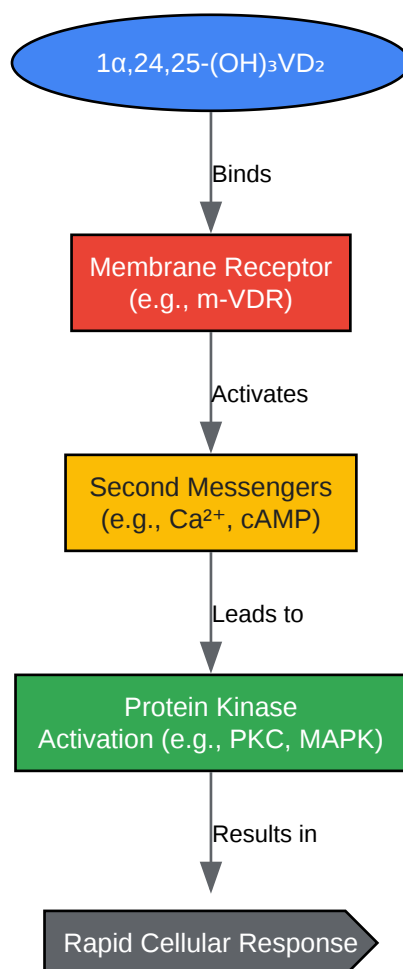 1α,24,25-(OH)₃VD₂
Binds
Membrane Receptor
(e.g., m-VDR)
Activates
Second Messengers
(e.g., Ca²⁺, cAMP)
Leads to
Protein Kinase
Activation (e.g., PKC, MAPK)
Results in
Rapid Cellular Response